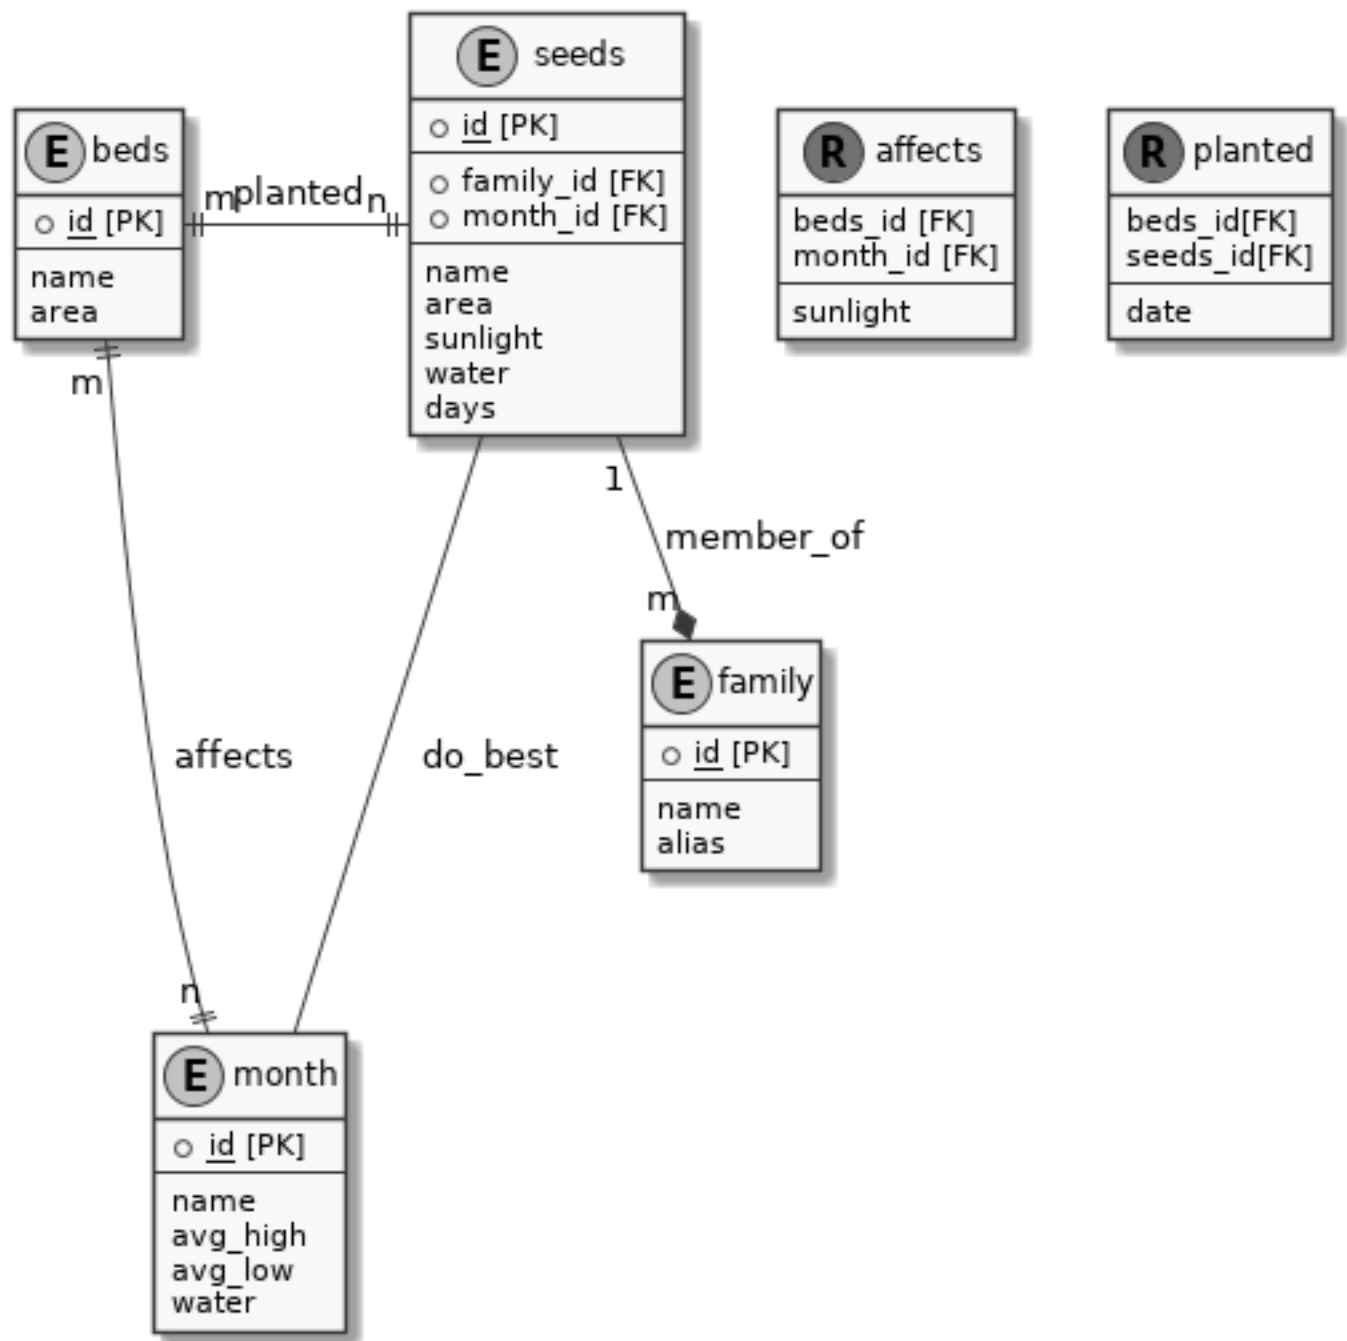 E seeds
id [PK]
family_id [FK]
month_id [FK]
name
area
sunlight
water
days
E beds
id [PK]
name
area
m planted n
R affects
beds_id [FK]
month_id [FK]
sunlight
R planted
beds_id[FK]
seeds_id[FK]
date
m
1
member_of
m
E family
id [PK]
name
alias
affects
do_best
n
E month
id [PK]
name
avg_high
avg_low
water